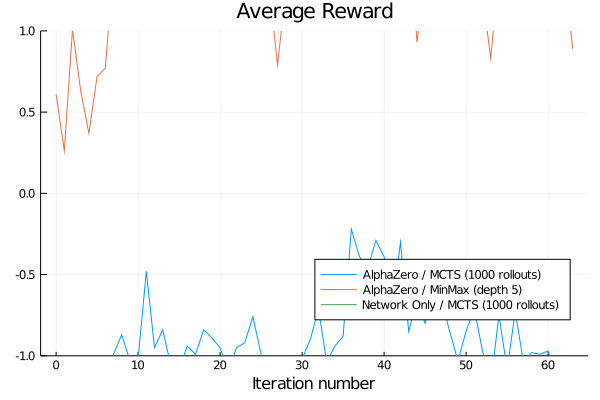 Average Reward
1.0
0.5
0.0
-0.5
-1.0
AlphaZero / MCTS (1000 rollouts)
AlphaZero / MinMax (depth 5)
Network Only / MCTS (1000 rollouts)
0 10 20 30 40 50 60
Iteration number